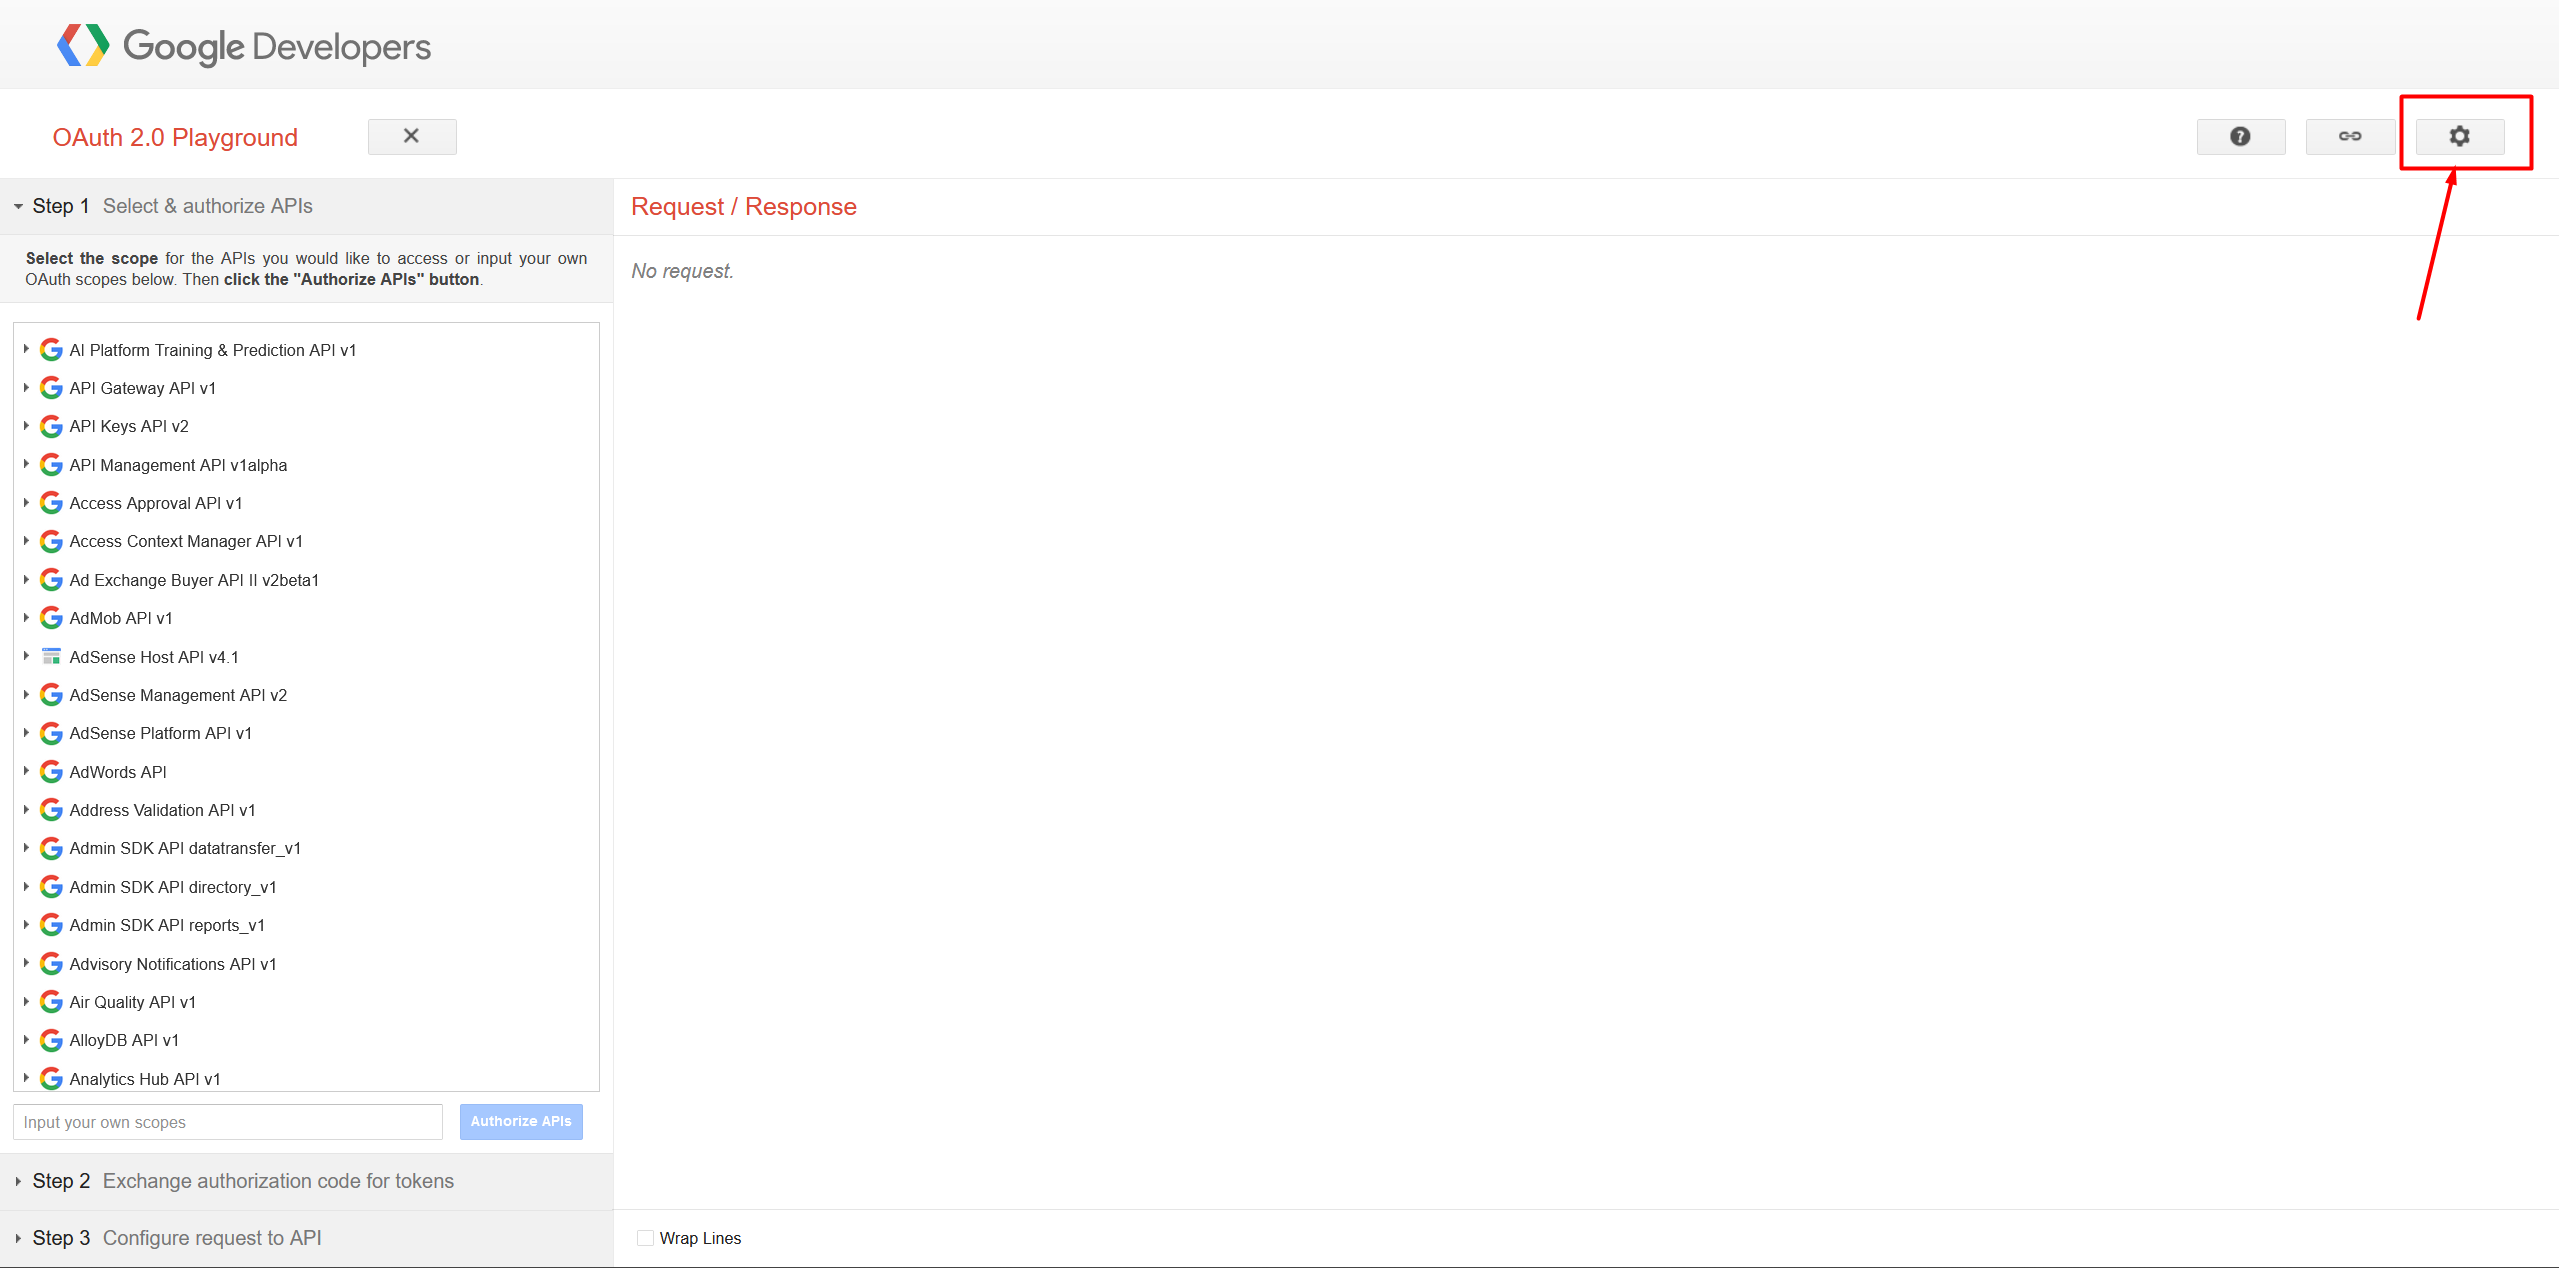 Google Developers
OAuth 2.0 Playground
Step 1 Select & authorize APIs
Select the scope for the APIs you would like to access or input your own
OAuth scopes below. Then click the "Authorize APIs" button.
AI Platform Training & Prediction API v1
API Gateway API v1
API Keys API v2
API Management API v1alpha
Access Approval API v1
Access Context Manager API v1
Ad Exchange Buyer API II v2beta1
AdMob API v1
AdSense Host API v4.1
AdSense Management API v2
AdSense Platform API v1
AdWords API
Address Validation API v1
Admin SDK API datatransfer_v1
Admin SDK API directory_v1
Admin SDK API reports_v1
Advisory Notifications API v1
Air Quality API v1
AlloyDB API v1
Analytics Hub API v1
Input your own scopes
Authorize APIs
Step 2 Exchange authorization code for tokens
Step 3 Configure request to API
Request / Response
No request.
Wrap Lines